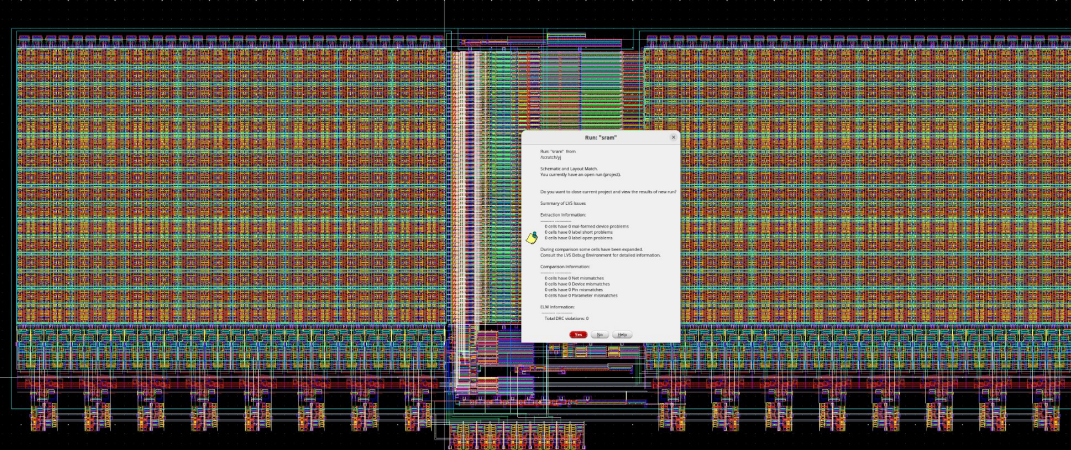 Run: "sram"
Run "sram" from
Schematic and Layout Match.
You currently have an open run (project).
Do you want to close current project and view the results of new run?
Summary of LVS Issues
Extraction Information:
0 cells have 0 mal-formed device problems
0 cells have 0 label short problems
0 cells have 0 label open problems
During comparison some cells have been expanded.
Consult the LVS Debug Environment for detailed information.
Comparison Information:
0 cells have 0 Net mismatches
0 cells have 0 Device mismatches
0 cells have 0 Pin mismatches
0 cells have 0 Parameter mismatches
ELW Information:
Total DRC violations: 0
Yes No Help